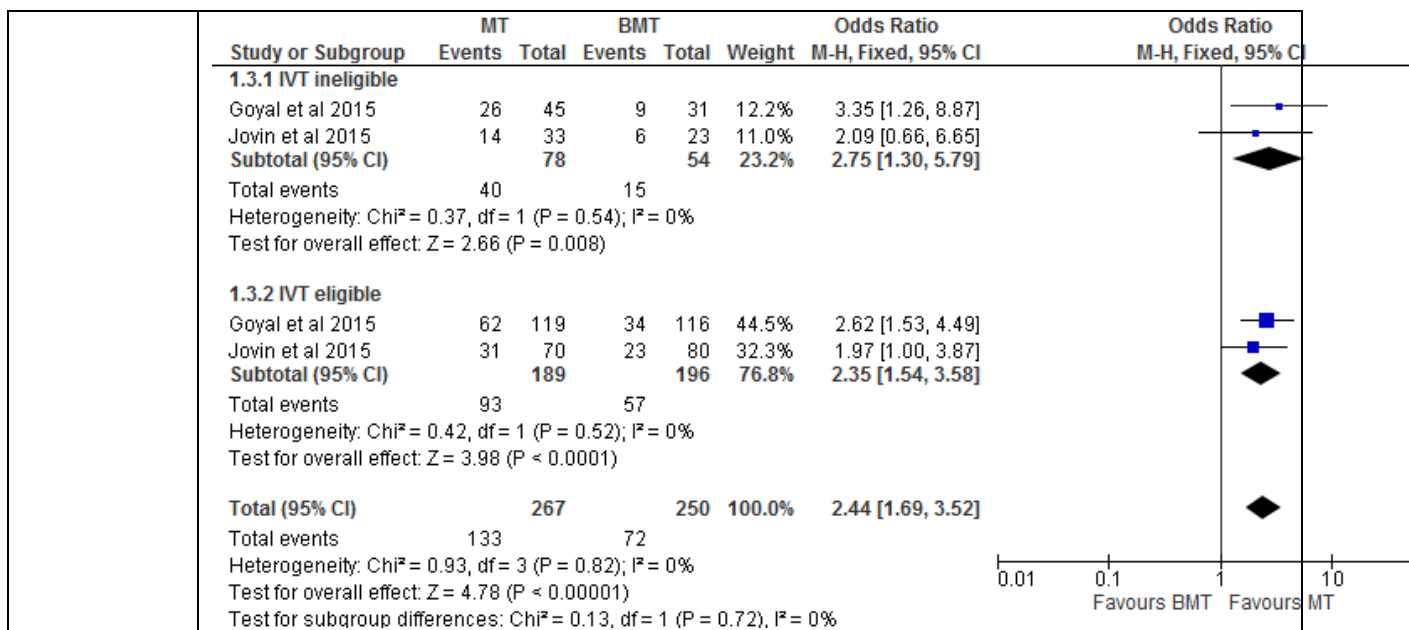 MT BMT Odds Ratio Odds Ratio
Study or Subgroup Events Total Events Total Weight M-H, Fixed, 95% CI M-H, Fixed, 95% CI
1.3.1 IVT ineligible
Goyal et al 2015 26 45 9 31 12.2% 3.35 [1.26, 8.87]
Jovin et al 2015 14 33 6 23 11.0% 2.09 [0.66, 6.65]
Subtotal (95% CI) 78 54 23.2% 2.75 [1.30, 5.79]
Total events 40 15
Heterogeneity: Chi² = 0.37, df = 1 (P = 0.54); I² = 0%
Test for overall effect: Z = 2.66 (P = 0.008)
1.3.2 IVT eligible
Goyal et al 2015 62 119 34 116 44.5% 2.62 [1.53, 4.49]
Jovin et al 2015 31 70 23 80 32.3% 1.97 [1.00, 3.87]
Subtotal (95% CI) 189 196 76.8% 2.35 [1.54, 3.58]
Total events 93 57
Heterogeneity: Chi² = 0.42, df = 1 (P = 0.52); I² = 0%
Test for overall effect: Z = 3.98 (P < 0.0001)
Total (95% CI) 267 250 100.0% 2.44 [1.69, 3.52]
Total events 133 72
Heterogeneity: Chi² = 0.93, df = 3 (P = 0.82); I² = 0%
0.01 0.1 1 10
Test for overall effect: Z = 4.78 (P < 0.00001)
Favours BMT Favours MT
Test for subgroup differences: Chi² = 0.13, df = 1 (P = 0.72), I² = 0%